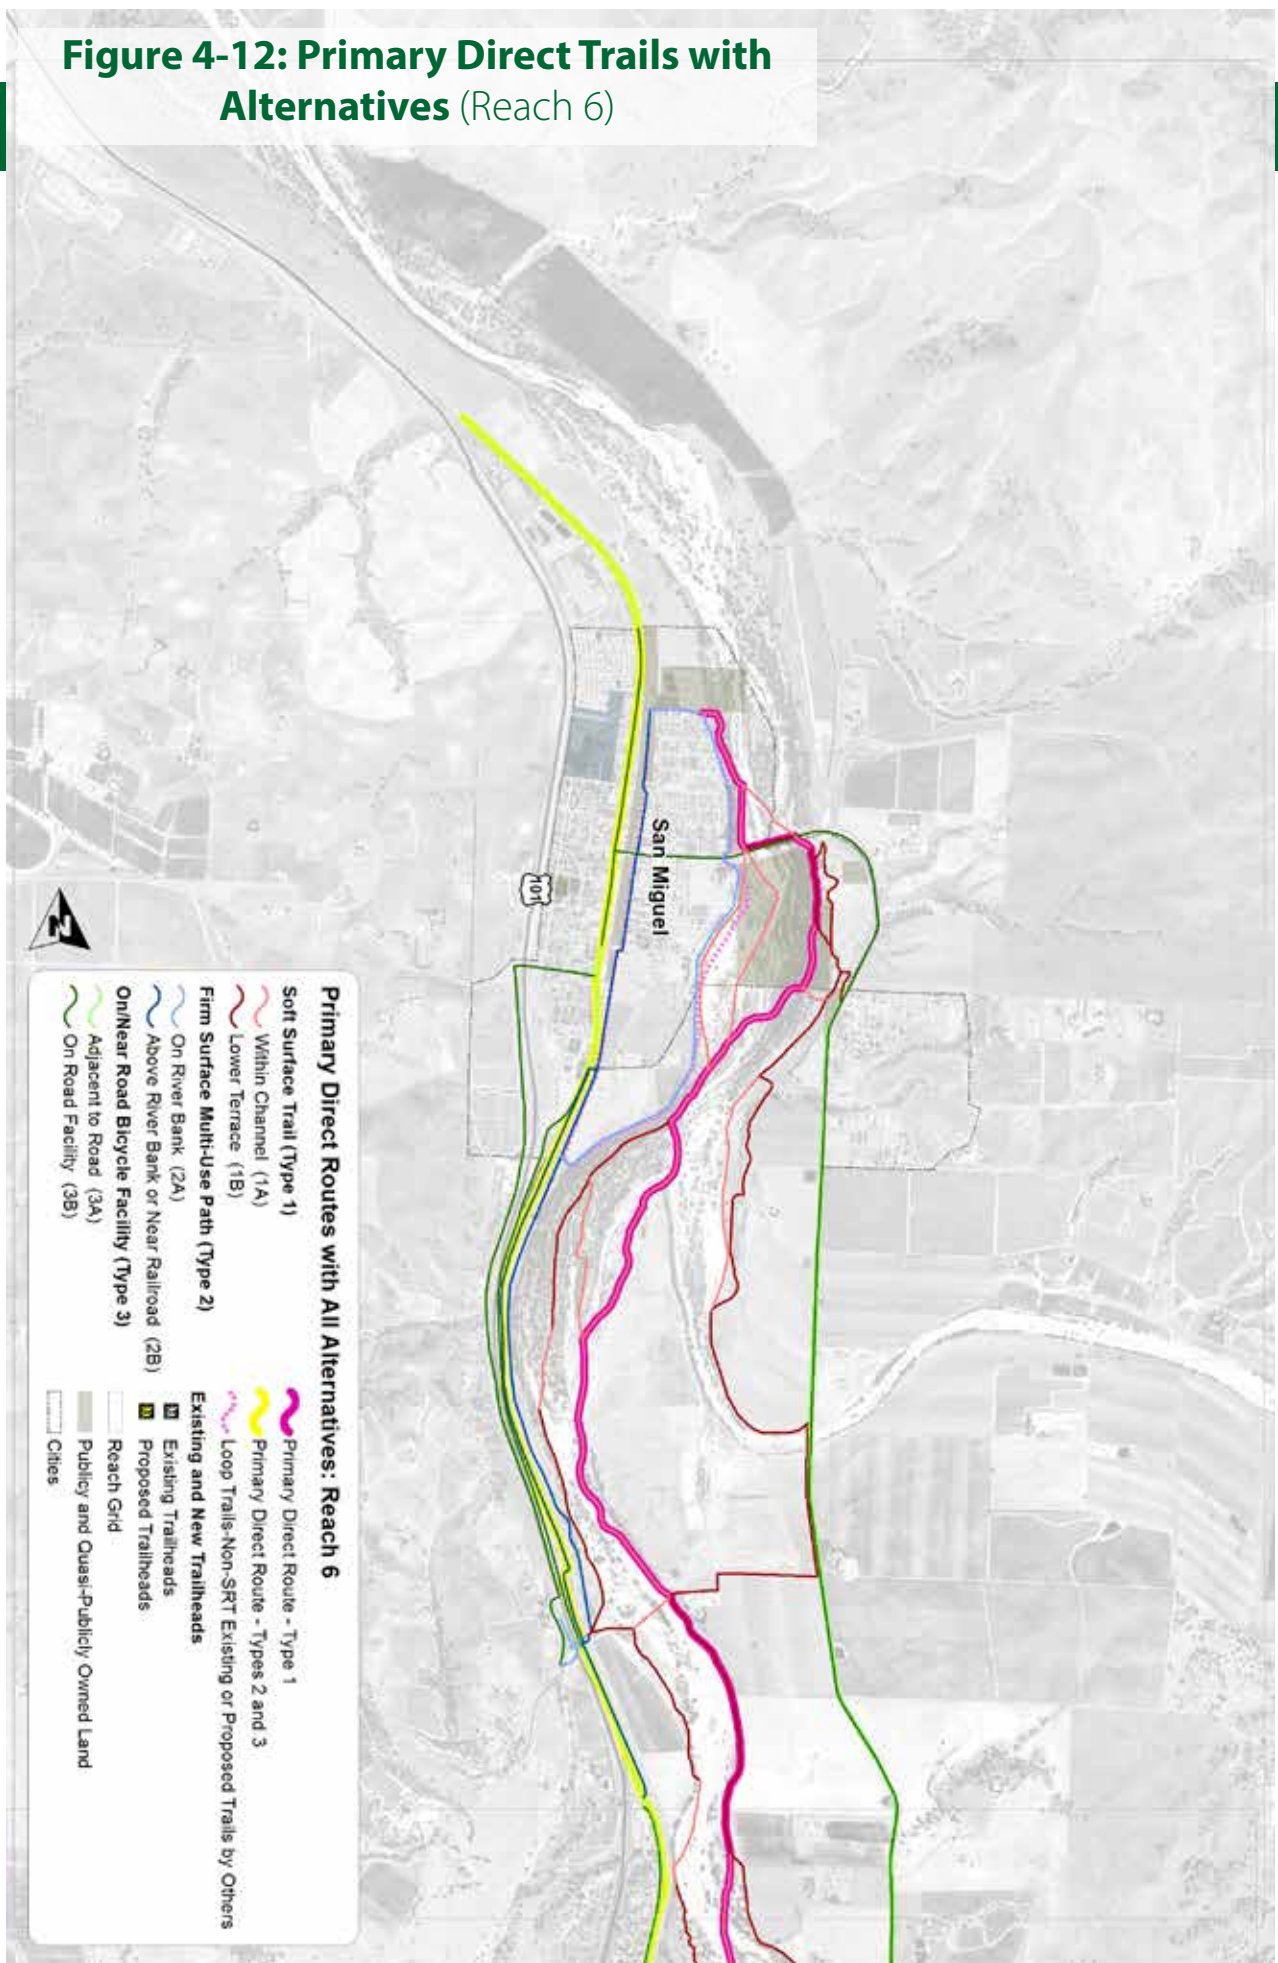 Figure 4-12: Primary Direct Trails with
Alternatives (Reach 6)
San Miguel
101
N
Primary Direct Routes with All Alternatives: Reach 6
Soft Surface Trail (Type 1)
Within Channel (1A)
Lower Terrace (1B)
Firm Surface Multi-Use Path (Type 2)
On River Bank (2A)
Above River Bank or Near Railroad (2B)
On/Near Road Bicycle Facility (Type 3)
Adjacent to Road (3A)
On Road Facility (3B)
Primary Direct Route - Type 1
Primary Direct Route - Types 2 and 3
Loop Trails-Non-SRT Existing or Proposed Trails by Others
Existing and New Trailheads
Existing Trailheads
Proposed Trailheads
Reach Grid
Publicy and Quasi-Publicly Owned Land
Cities